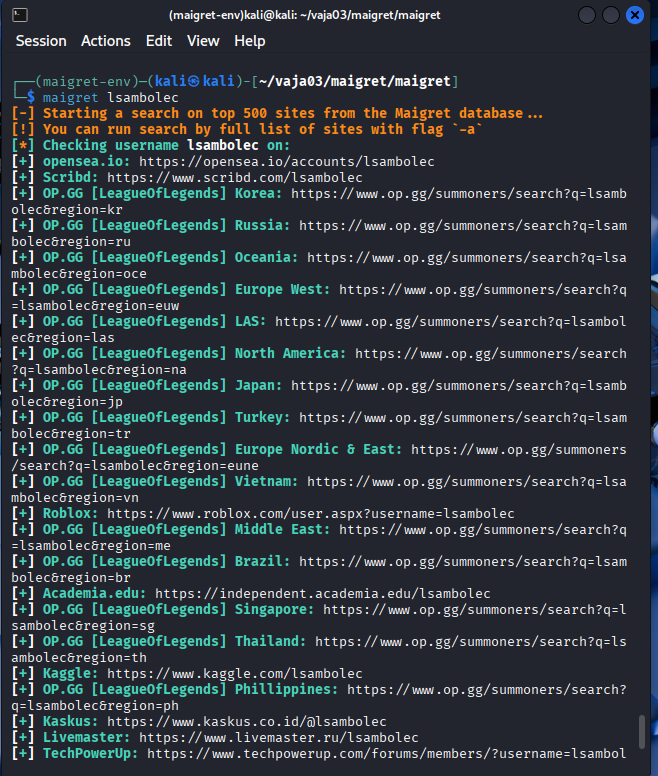 (maigret-env)kali@kali: ~/vaja03/maigret/maigret
Session Actions Edit View Help
┌──(maigret-env)─(kali㉿kali)-[~/vaja03/maigret/maigret]
└─$ maigret lsambolec
[-] Starting a search on top 500 sites from the Maigret database...
[!] You can run search by full list of sites with flag `-a`
[*] Checking username lsambolec on:
[+] opensea.io: https://opensea.io/accounts/lsambolec
[+] Scribd: https://www.scribd.com/lsambolec
[+] OP.GG [LeagueOfLegends] Korea: https://www.op.gg/summoners/search?q=lsamb
olec&region=kr
[+] OP.GG [LeagueOfLegends] Russia: https://www.op.gg/summoners/search?q=lsam
bolec&region=ru
[+] OP.GG [LeagueOfLegends] Oceania: https://www.op.gg/summoners/search?q=lsa
mbolec&region=oce
[+] OP.GG [LeagueOfLegends] Europe West: https://www.op.gg/summoners/search?q
=lsambolec&region=euw
[+] OP.GG [LeagueOfLegends] LAS: https://www.op.gg/summoners/search?q=lsambol
ec&region=las
[+] OP.GG [LeagueOfLegends] North America: https://www.op.gg/summoners/search
?q=lsambolec&region=na
[+] OP.GG [LeagueOfLegends] Japan: https://www.op.gg/summoners/search?q=lsamb
olec&region=jp
[+] OP.GG [LeagueOfLegends] Turkey: https://www.op.gg/summoners/search?q=lsam
bolec&region=tr
[+] OP.GG [LeagueOfLegends] Europe Nordic & East: https://www.op.gg/summoners
/search?q=lsambolec&region=eune
[+] OP.GG [LeagueOfLegends] Vietnam: https://www.op.gg/summoners/search?q=lsa
mbolec&region=vn
[+] Roblox: https://www.roblox.com/user.aspx?username=lsambolec
[+] OP.GG [LeagueOfLegends] Middle East: https://www.op.gg/summoners/search?q
=lsambolec&region=me
[+] OP.GG [LeagueOfLegends] Brazil: https://www.op.gg/summoners/search?q=lsam
bolec&region=br
[+] Academia.edu: https://independent.academia.edu/lsambolec
[+] OP.GG [LeagueOfLegends] Singapore: https://www.op.gg/summoners/search?q=l
sambolec&region=sg
[+] OP.GG [LeagueOfLegends] Thailand: https://www.op.gg/summoners/search?q=ls
ambolec&region=th
[+] Kaggle: https://www.kaggle.com/lsambolec
[+] OP.GG [LeagueOfLegends] Phillippines: https://www.op.gg/summoners/search?
q=lsambolec&region=ph
[+] Kaskus: https://www.kaskus.co.id/@lsambolec
[+] Livemaster: https://www.livemaster.ru/lsambolec
[+] TechPowerUp: https://www.techpowerup.com/forums/members/?username=lsambol